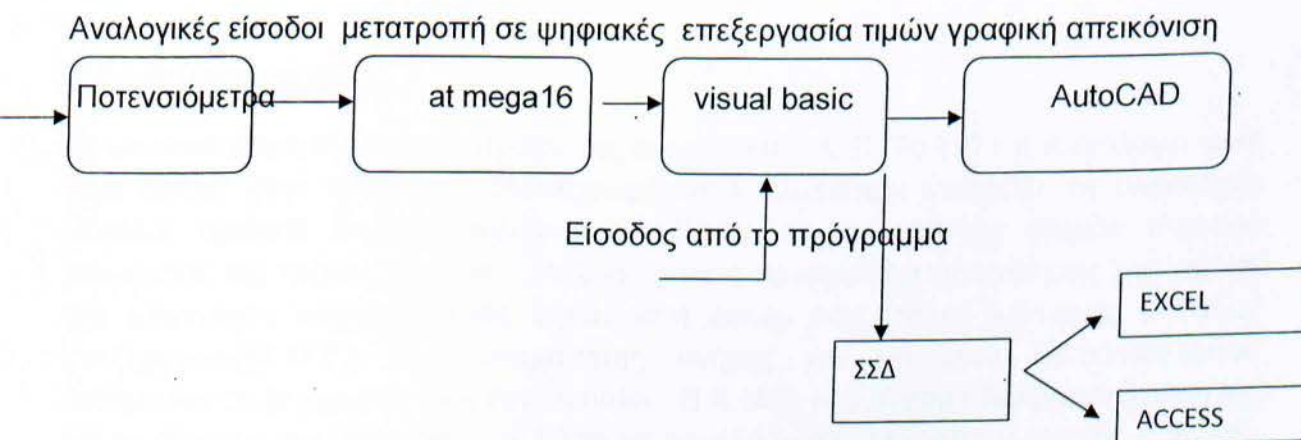 Αναλογικές είσοδοι μετατροπή σε ψηφιακές επεξεργασία τιμών γραφική απεικόνιση
Ποτενσιόμετρα at mega16 visual basic AutoCAD
Είσοδος από το πρόγραμμα
EXCEL
ΣΣΔ
ACCESS